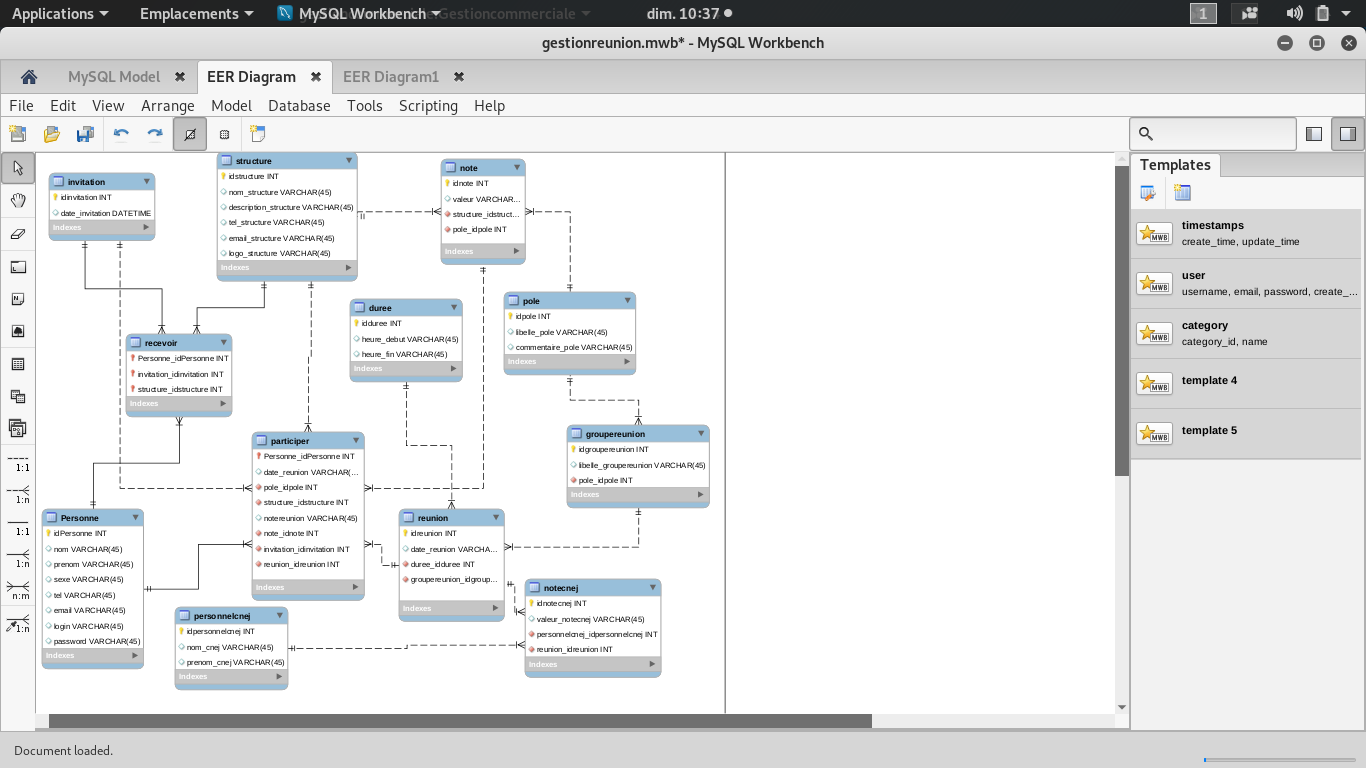 Applications
Emplacements
MySQL Workbench
Gestioncommerciale
dim. 10:37
1
gestionreunion.mwb* - MySQL Workbench
MySQL Model
EER Diagram
EER Diagram1
File Edit View Arrange Model Database Tools Scripting Help
1:1
1:n
1:1
1:n
n:m
1:n
invitation
idinvitation INT
date_invitation DATETIME
Indexes
structure
idstructure INT
nom_structure VARCHAR(45)
description_structure VARCHAR(45)
tel_structure VARCHAR(45)
email_structure VARCHAR(45)
logo_structure VARCHAR(45)
Indexes
note
idnote INT
valeur VARCHAR...
structure_idstruct...
pole_idpole INT
Indexes
duree
idduree INT
heure_debut VARCHAR(45)
heure_fin VARCHAR(45)
Indexes
pole
idpole INT
libelle_pole VARCHAR(45)
commentaire_pole VARCHAR(45)
Indexes
recevoir
Personne_idPersonne INT
invitation_idinvitation INT
structure_idstructure INT
Indexes
participer
Personne_idPersonne INT
date_reunion VARCHAR(...
pole_idpole INT
structure_idstructure INT
notereunion VARCHAR(45)
note_idnote INT
invitation_idinvitation INT
reunion_idreunion INT
Indexes
groupereunion
idgroupereunion INT
libelle_groupereunion VARCHAR(45)
pole_idpole INT
Indexes
Personne
idPersonne INT
nom VARCHAR(45)
prenom VARCHAR(45)
sexe VARCHAR(45)
tel VARCHAR(45)
email VARCHAR(45)
login VARCHAR(45)
password VARCHAR(45)
Indexes
reunion
idreunion INT
date_reunion VARCHA...
duree_idduree INT
groupereunion_idgroup...
Indexes
personnelcnej
idpersonnelcnej INT
nom_cnej VARCHAR(45)
prenom_cnej VARCHAR(45)
Indexes
notecnej
idnotecnej INT
valeur_notecnej VARCHAR(45)
personnelcnej_idpersonnelcnej INT
reunion_idreunion INT
Indexes
Templates
MWB
timestamps
create_time, update_time
MWB
user
username, email, password, create_...
MWB
category
category_id, name
MWB
template 4
MWB
template 5
Document loaded.